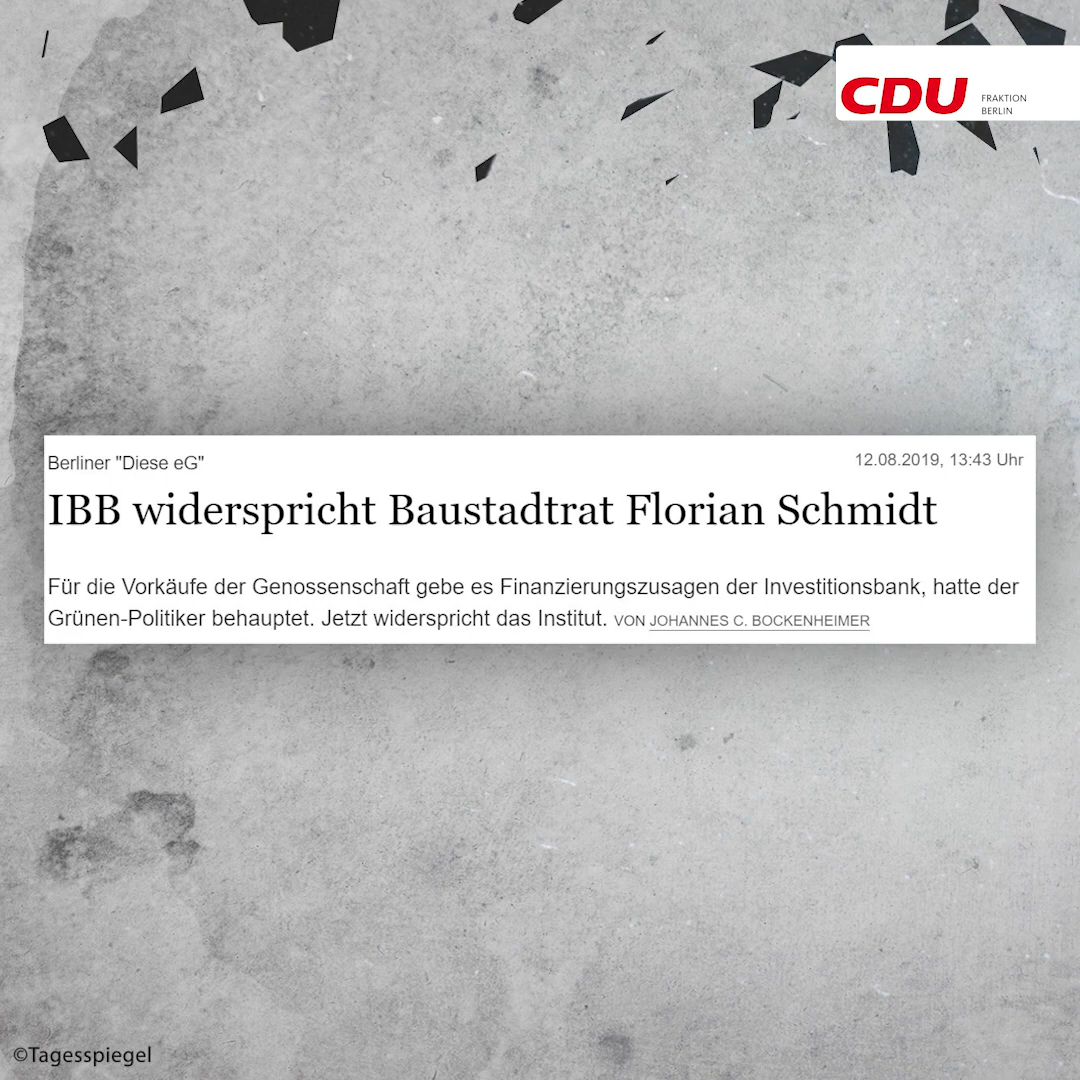 CDU FRAKTION
BERLIN
Berliner "Diese eG"
12.08.2019, 13:43 Uhr
IBB widerspricht Baustadtrat Florian Schmidt
Für die Vorkäufe der Genossenschaft gebe es Finanzierungszusagen der Investitionsbank, hatte der
Grünen-Politiker behauptet. Jetzt widerspricht das Institut. VON JOHANNES C. BOCKENHEIMER
©Tagesspiegel